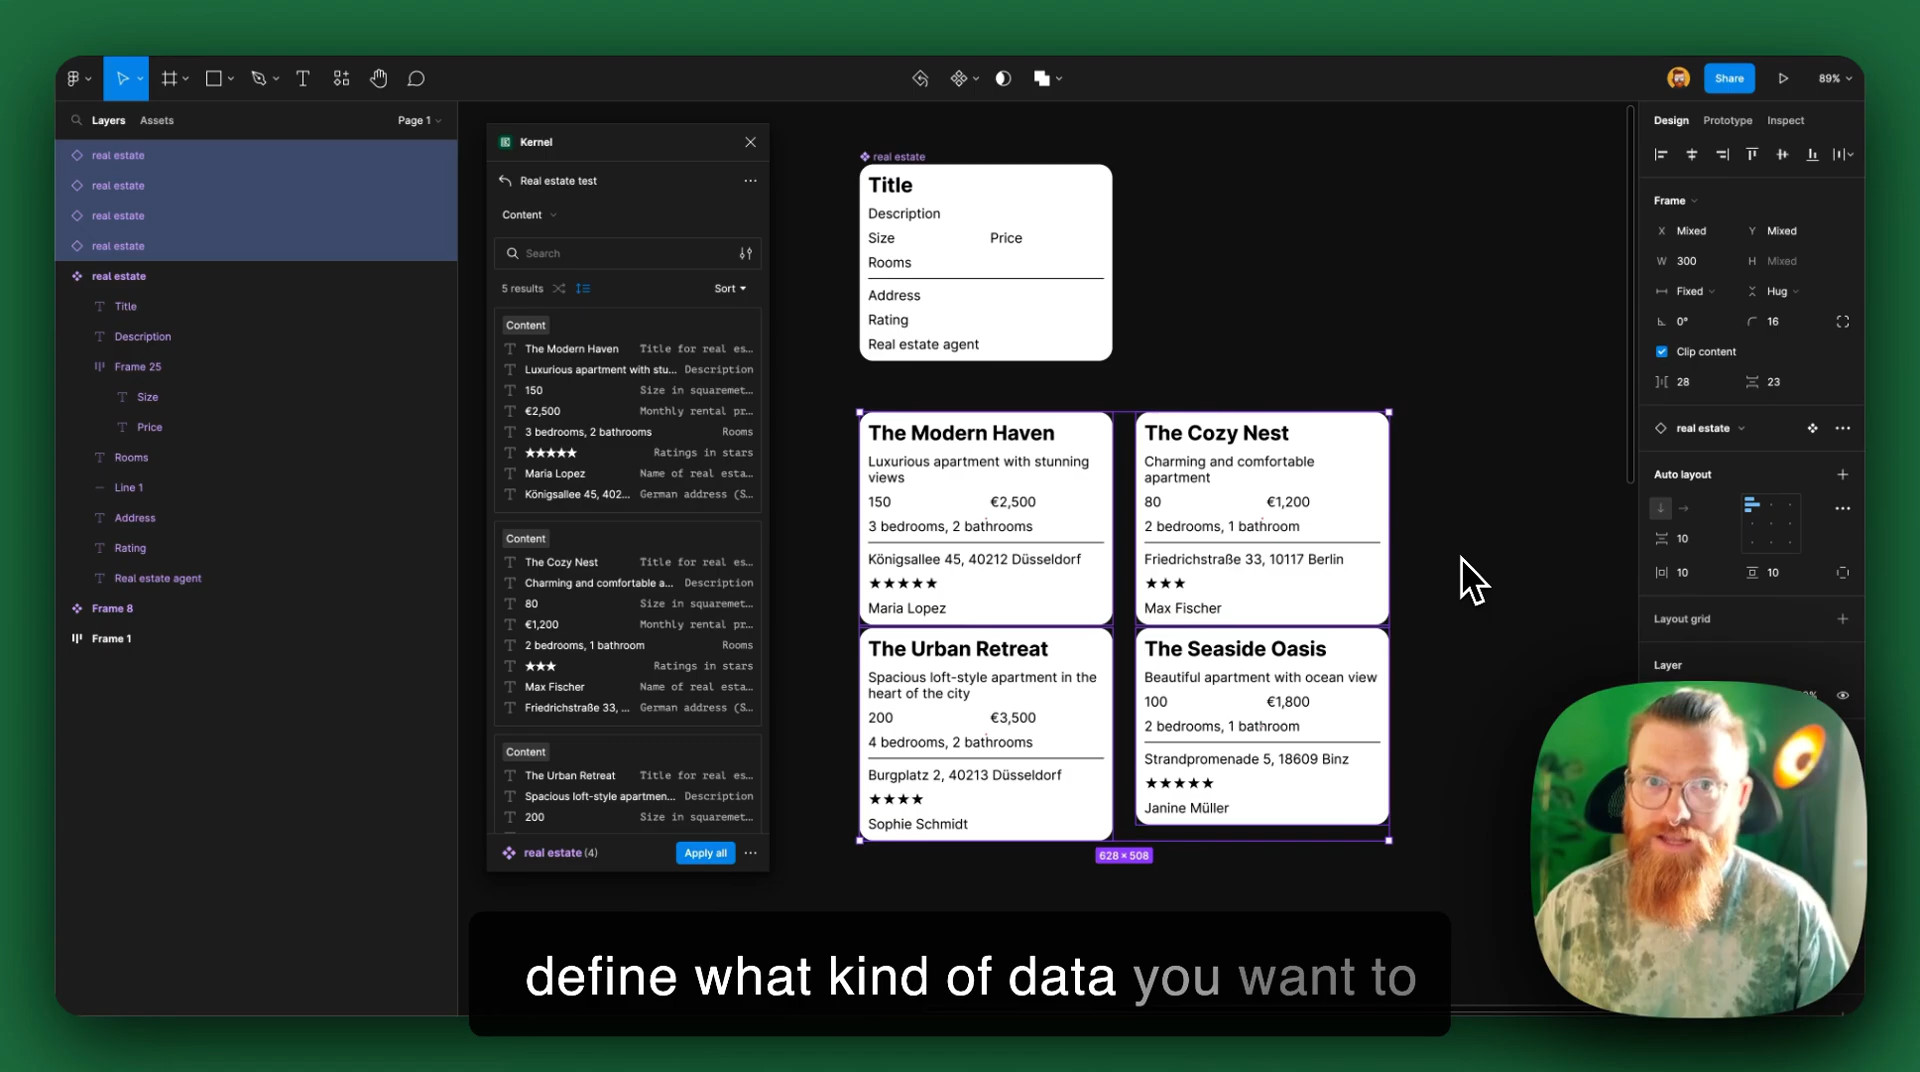 Share
89%
Layers
Assets
Page 1
real estate
real estate
real estate
real estate
real estate
Title
Description
Frame 25
Size
Price
Rooms
Line 1
Address
Rating
Real estate agent
Frame 8
Frame 1
Kernel
Real estate test
Content
Search
5 results
Sort
Content
The Modern Haven Title for real es...
Luxurious apartment with stu... Description
150 Size in squaremet...
€2,500 Monthly rental pr...
3 bedrooms, 2 bathrooms Rooms
★★★★★ Ratings in stars
Maria Lopez Name of real esta...
Königsallee 45, 402... German address (S...
Content
The Cozy Nest Title for real es...
Charming and comfortable a... Description
80 Size in squaremet...
€1,200 Monthly rental pr...
2 bedrooms, 1 bathroom Rooms
★★★ Ratings in stars
Max Fischer Name of real esta...
Friedrichstraße 33, ... German address (S...
Content
The Urban Retreat Title for real es...
Spacious loft-style apartmen... Description
200 Size in squaremet...
real estate (4)
Apply all
real estate
Title
Description
Size Price
Rooms
Address
Rating
Real estate agent
The Modern Haven
Luxurious apartment with stunning
views
150 €2,500
3 bedrooms, 2 bathrooms
Königsallee 45, 40212 Düsseldorf
★★★★★
Maria Lopez
The Cozy Nest
Charming and comfortable
apartment
80 €1,200
2 bedrooms, 1 bathroom
Friedrichstraße 33, 10117 Berlin
★★★
Max Fischer
The Urban Retreat
Spacious loft-style apartment in the
heart of the city
200 €3,500
4 bedrooms, 2 bathrooms
Burgplatz 2, 40213 Düsseldorf
★★★★
Sophie Schmidt
The Seaside Oasis
Beautiful apartment with ocean view
100 €1,800
2 bedrooms, 1 bathroom
Strandpromenade 5, 18609 Binz
★★★★★
Janine Müller
628 × 508
Design
Prototype
Inspect
Frame
X Mixed Y Mixed
W 300 H Mixed
Fixed Hug
0° 16
Clip content
28 23
real estate
Auto layout
10
10 10
Layout grid
Layer
define what kind of data you want to